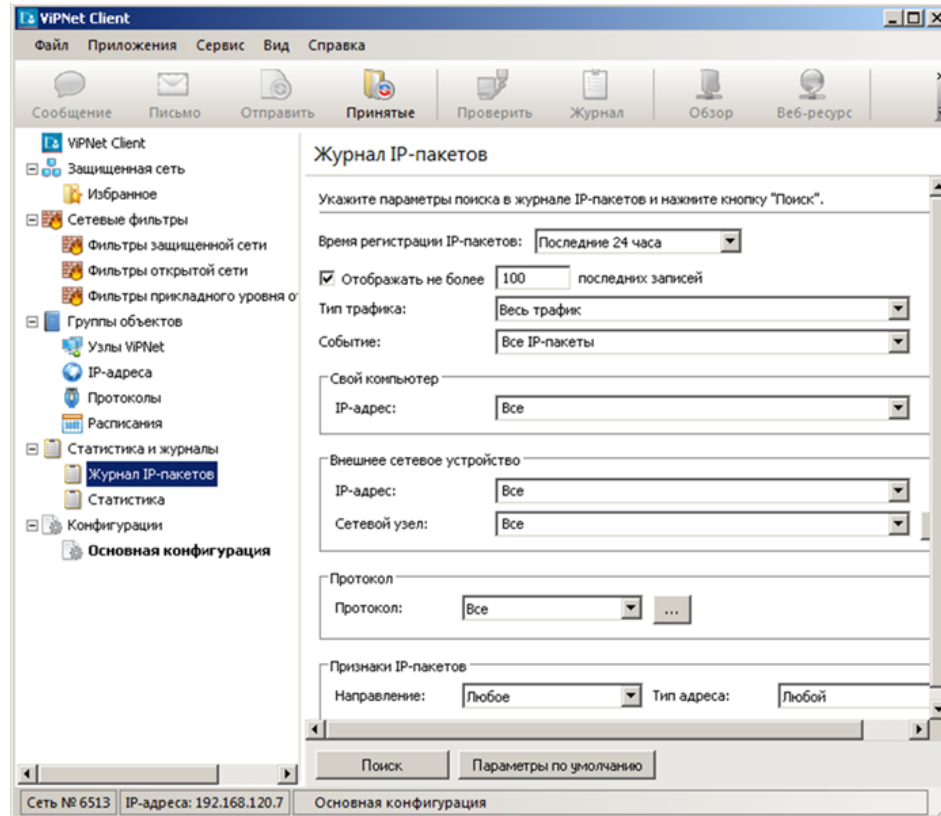 ViPNet Client
Файл Приложения Сервис Вид Справка
Сообщение Письмо Отправить Принятые Проверить Журнал Обзор Веб-ресурс
ViPNet Client
Защищенная сеть
Избранное
Сетевые фильтры
Фильтры защищенной сети
Фильтры открытой сети
Фильтры прикладного уровня о
Группы объектов
Узлы ViPNet
IP-адреса
Протоколы
Расписания
Статистика и журналы
Журнал IP-пакетов
Статистика
Конфигурации
Основная конфигурация
Журнал IP-пакетов
Укажите параметры поиска в журнале IP-пакетов и нажмите кнопку "Поиск".
Время регистрации IP-пакетов: Последние 24 часа
Отображать не более 100 последних записей
Тип трафика: Весь трафик
Событие: Все IP-пакеты
Свой компьютер
IP-адрес: Все
Внешнее сетевое устройство
IP-адрес: Все
Сетевой узел: Все
Протокол
Протокол: Все ...
Признаки IP-пакетов
Направление: Любое Тип адреса: Любой
Поиск Параметры по умолчанию
Сеть № 6513 IP-адреса: 192.168.120.7 Основная конфигурация